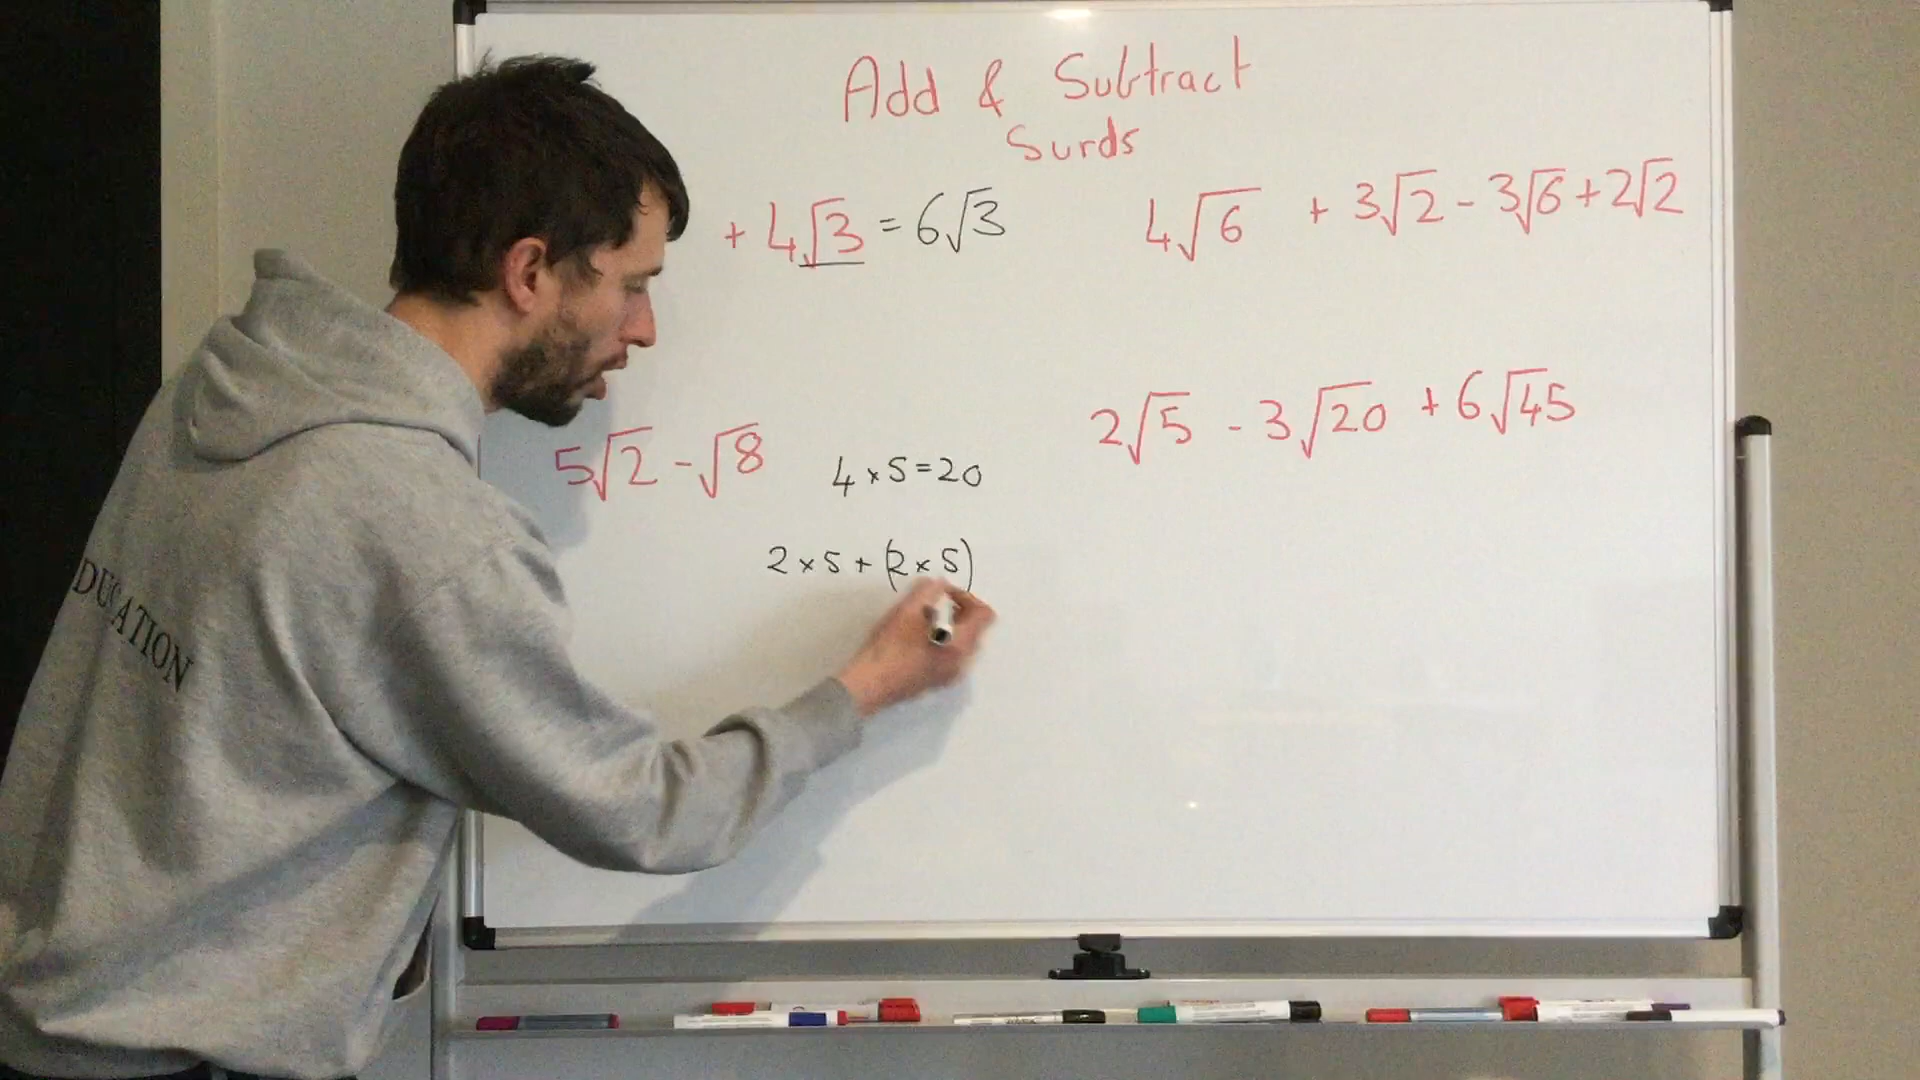 Add & Subtract
Surds
+ 4√3 = 6√3
4√6 + 3√2 - 3√6 + 2√2
5√2 - √8
4 × 5 = 20
2 × 5 + (2 × 5)
2√5 - 3√20 + 6√45
DUCATION